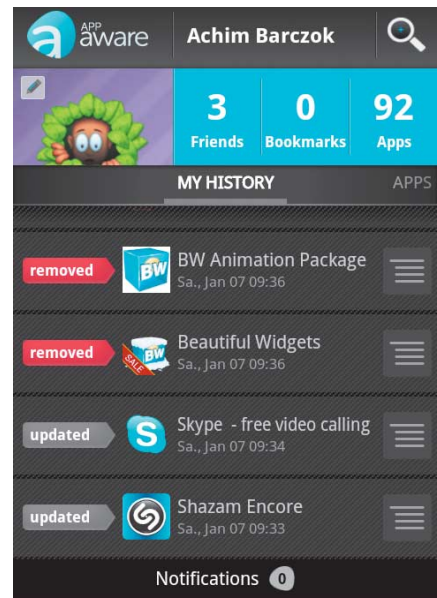 APP
aware
Achim Barczok
3
Friends
0
Bookmarks
92
Apps
MY HISTORY
APPS
removed
BW
BW Animation Package
Sa., Jan 07 09:36
removed
SALE
BW
Beautiful Widgets
Sa., Jan 07 09:36
updated
S
Skype - free video calling
Sa., Jan 07 09:34
updated
Shazam Encore
Sa., Jan 07 09:33
Notifications 0